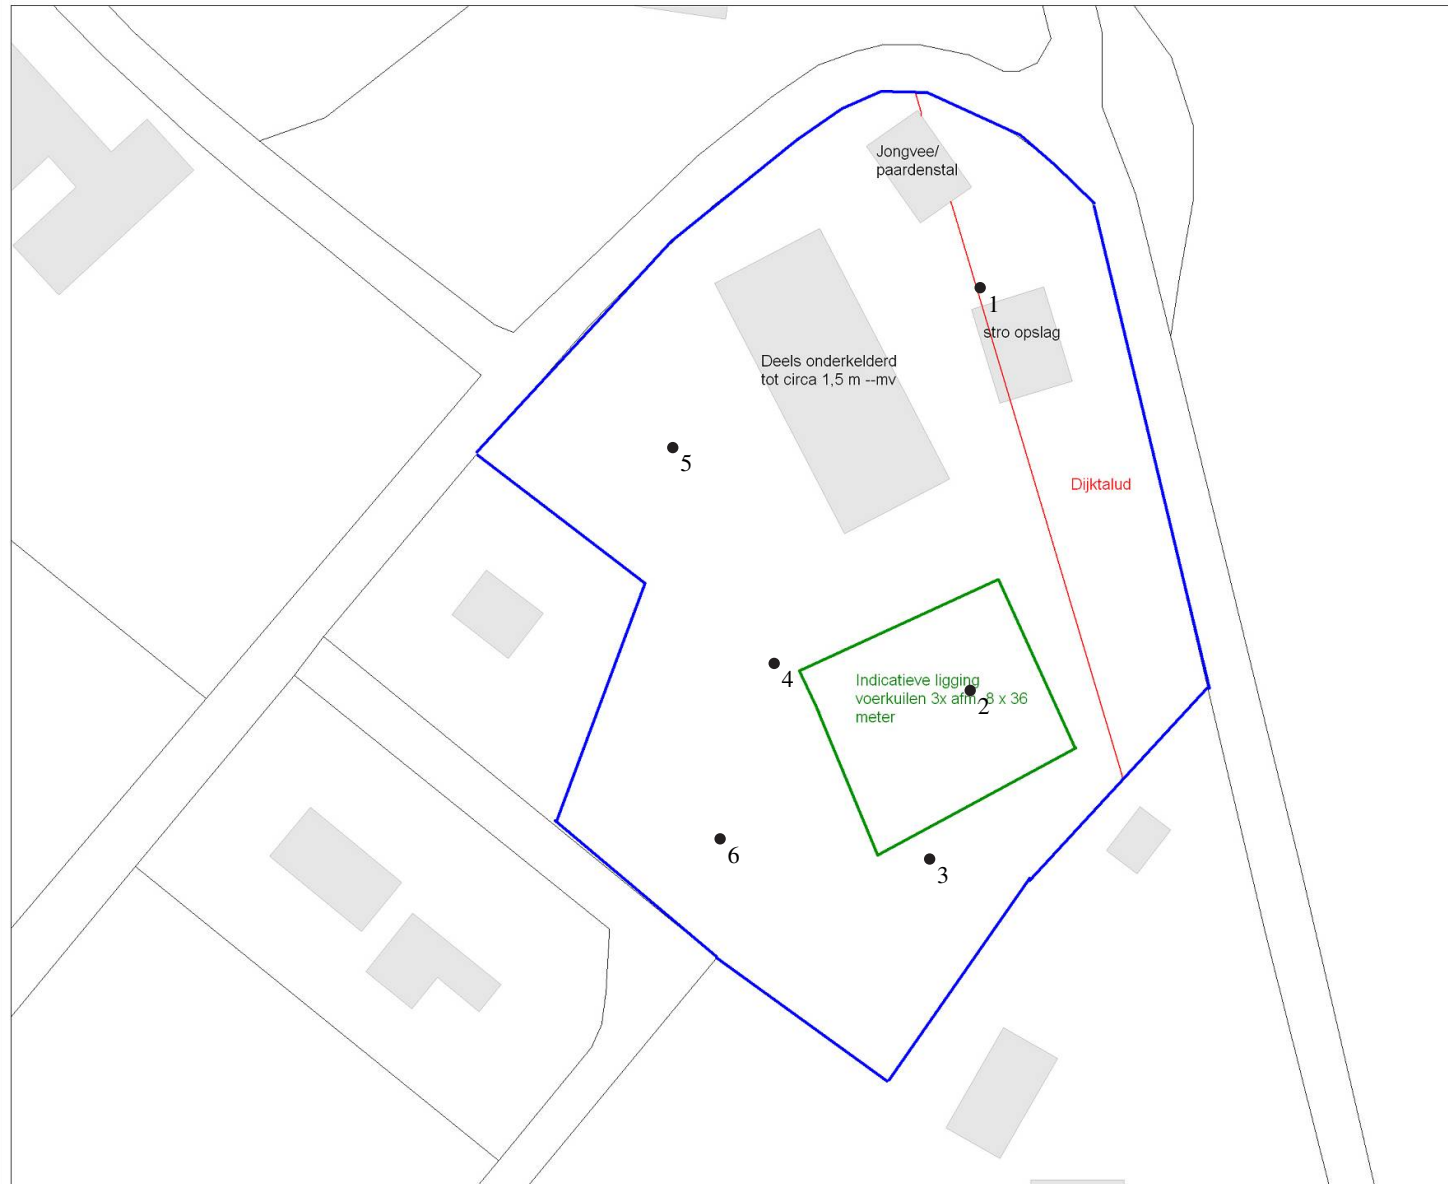 Jongvee/
paardenstal
1
stro opslag
Deels onderkelderd
tot circa 1,5 m --mv
5
Dijktalud
4
Indicatieve ligging
voerkuilen 3x afm. 8 x 36
meter
2
6
3